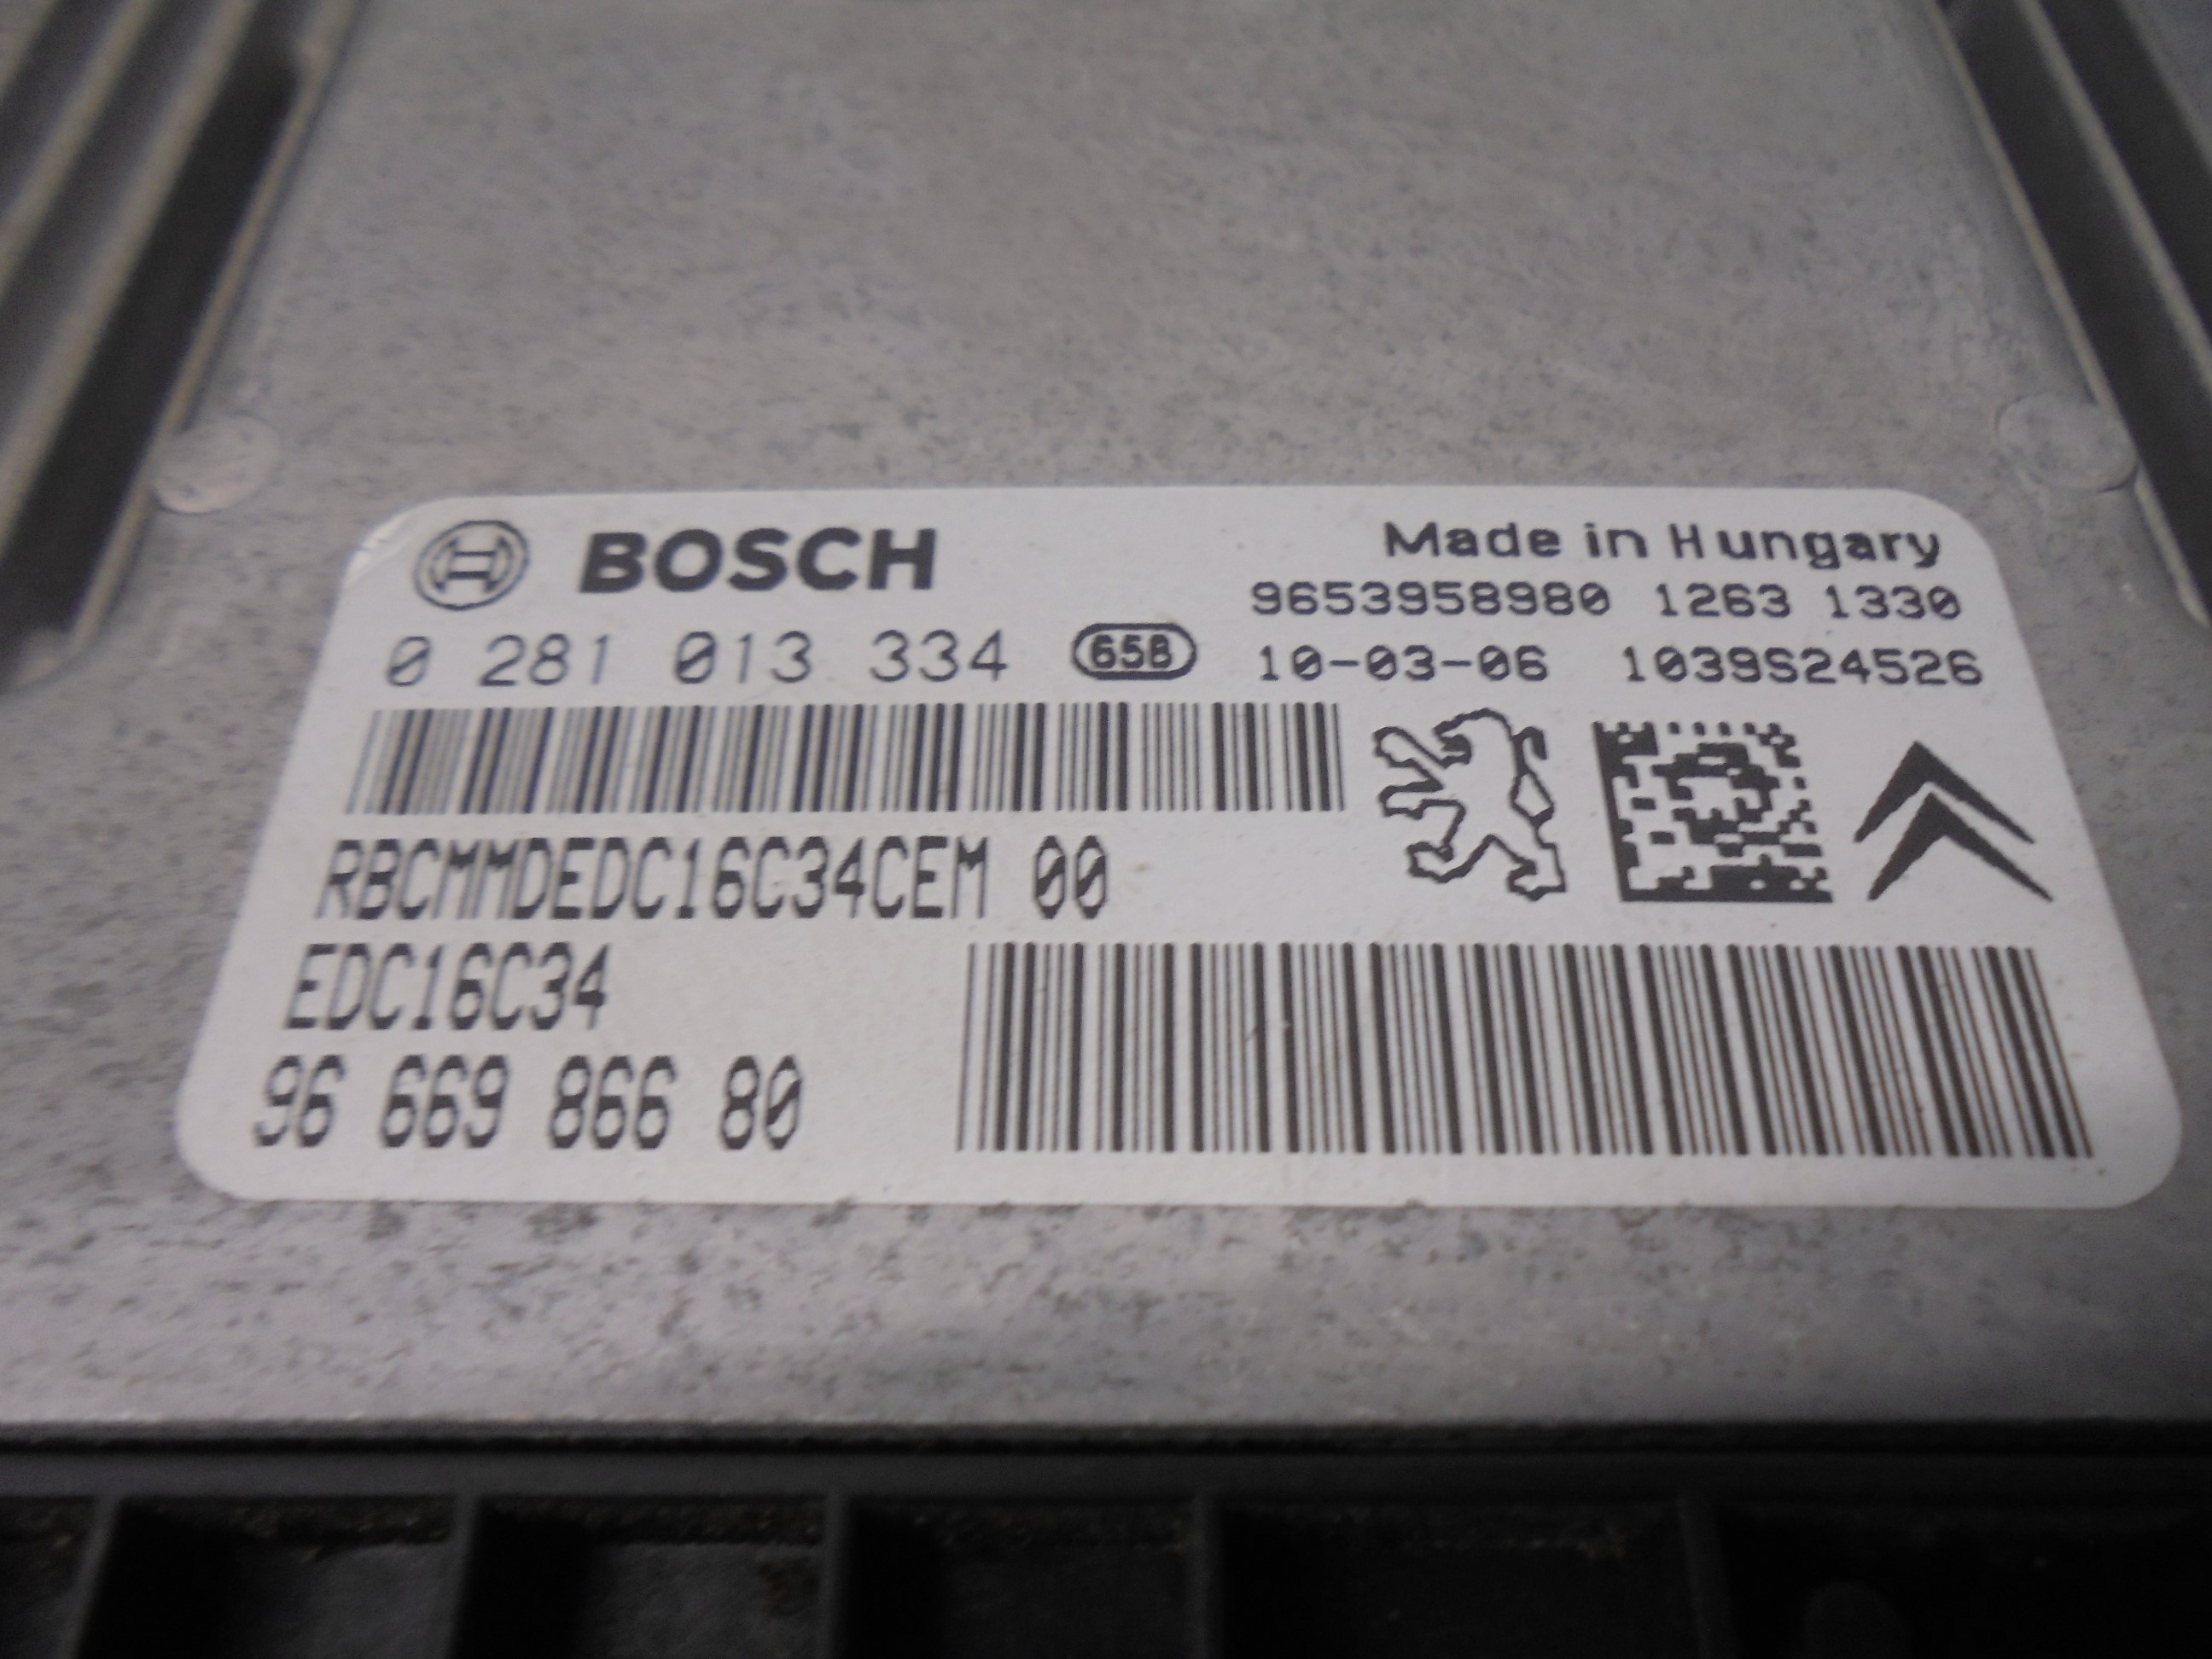 BOSCH
Made in Hungary
9653958980 1263 1330
0 281 013 334 65B 10-03-06 1039S24526
RBCMMDEDC16C34CEM 00
EDC16C34
96 669 866 80